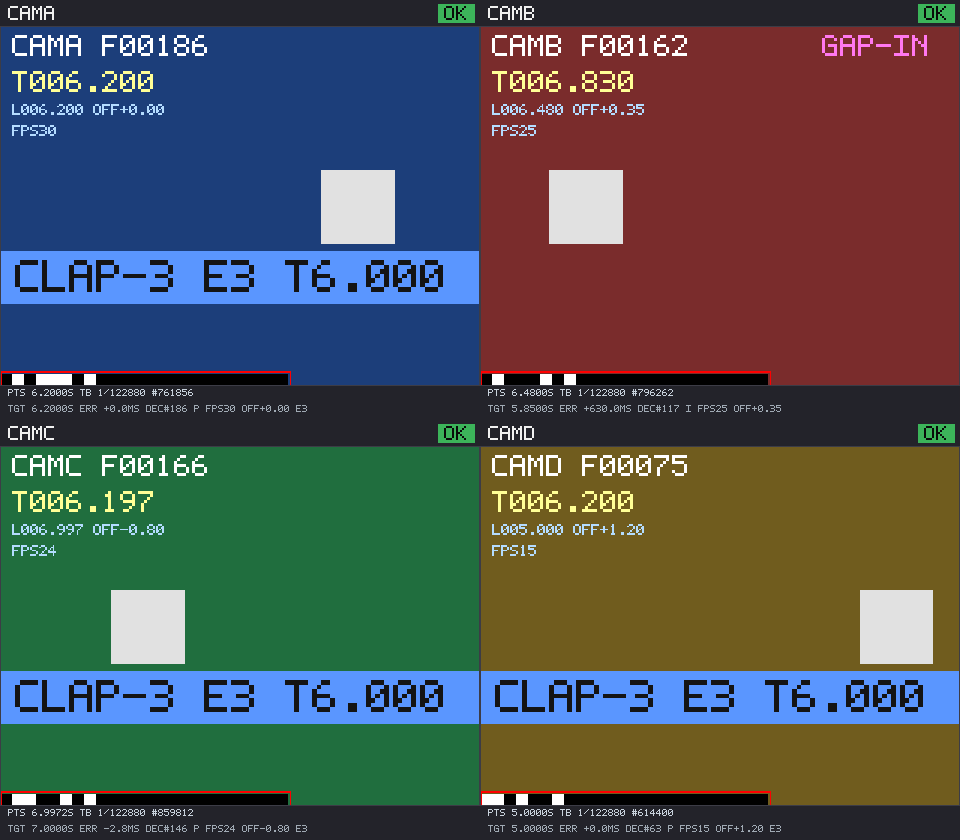 CAMA OK
CAMA F00186
T006.200
L006.200 OFF+0.00
FPS30
CLAP-3 E3 T6.000
PTS 6.2000S TB 1/122880 #761856
TGT 6.2000S ERR +0.0MS DEC#186 P FPS30 OFF+0.00 E3
CAMB OK
CAMB F00162 GAP-IN
T006.830
L006.480 OFF+0.35
FPS25
PTS 6.4800S TB 1/122880 #796262
TGT 5.8500S ERR +630.0MS DEC#117 I FPS25 OFF+0.35
CAMC OK
CAMC F00166
T006.197
L006.997 OFF-0.80
FPS24
CLAP-3 E3 T6.000
PTS 6.9972S TB 1/122880 #859812
TGT 7.0000S ERR -2.8MS DEC#146 P FPS24 OFF-0.80 E3
CAMD OK
CAMD F00075
T006.200
L005.000 OFF+1.20
FPS15
CLAP-3 E3 T6.000
PTS 5.0000S TB 1/122880 #614400
TGT 5.0000S ERR +0.0MS DEC#63 P FPS15 OFF+1.20 E3